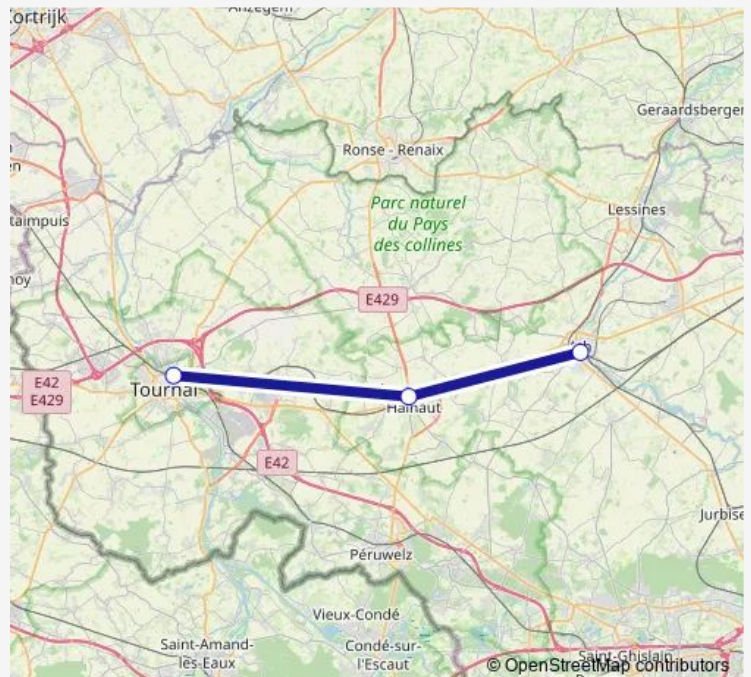 Kortrijk
Anzegem
Geraardsbergen
Ronse - Renaix
Parc naturel
du Pays
des collines
Lessines
E429
E42
E429
Tournai
Hainaut
E42
Jurbise
Péruwelz
Vieux-Condé
Saint-Amand-
les-Eaux
Condé-sur-
l'Escaut
Saint-Ghislain
© OpenStreetMap contributors